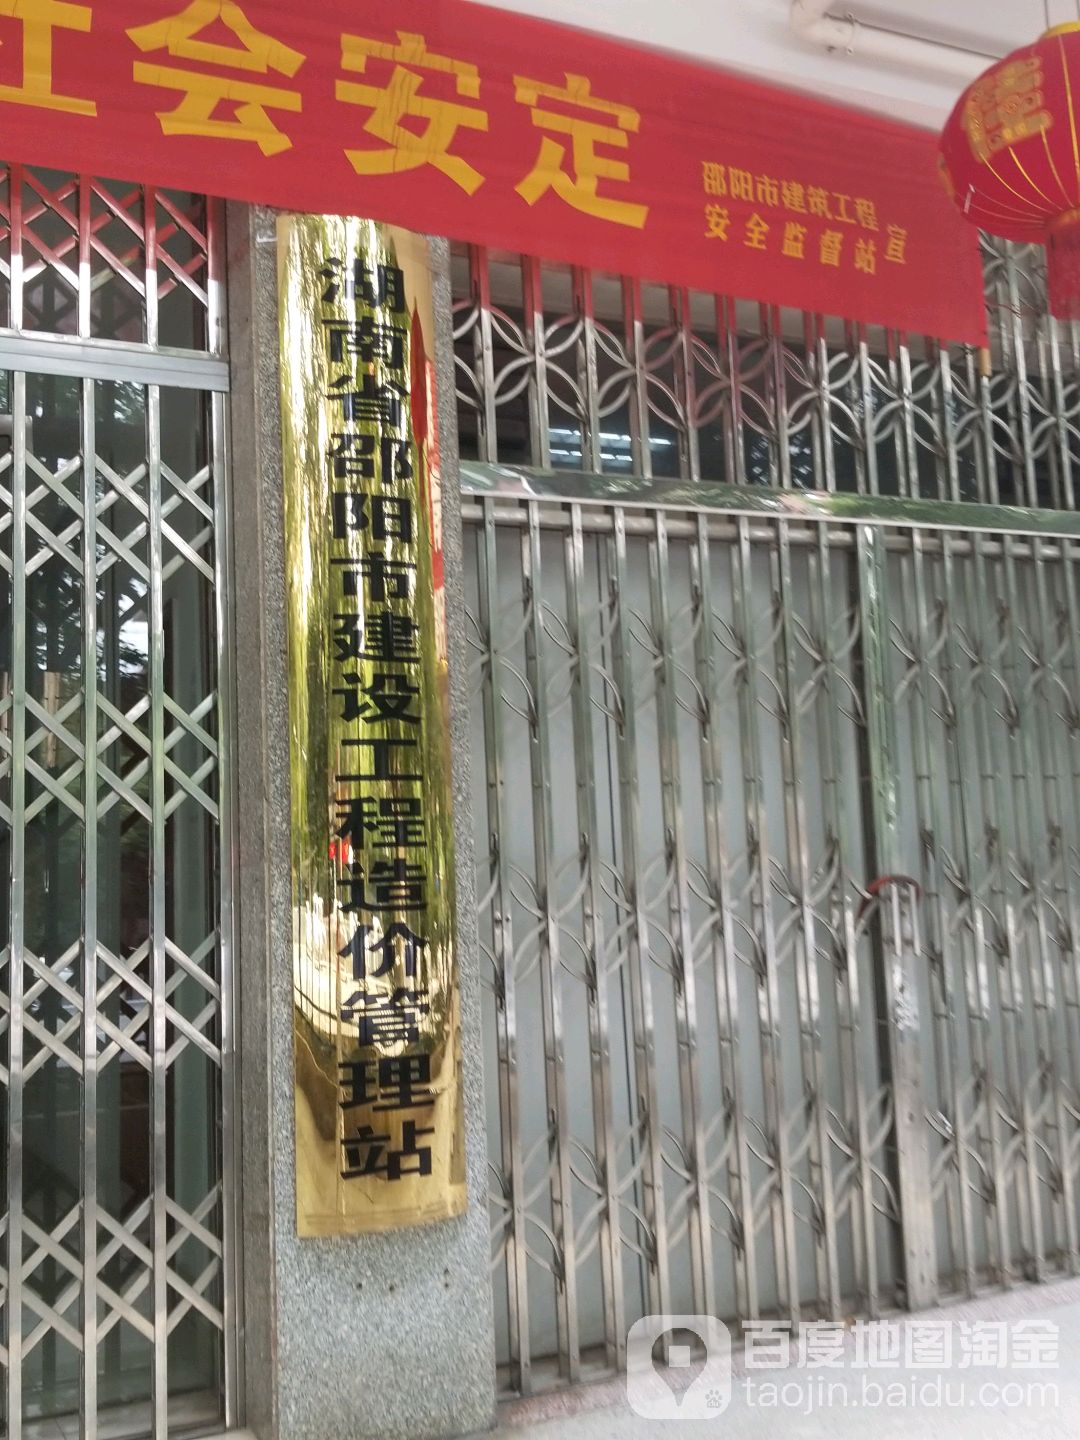 社会安定
邵阳市建筑工程
安全监督站 宣
湖南省邵阳市建设工程造价管理站
百度地图淘金
taojin.baidu.com